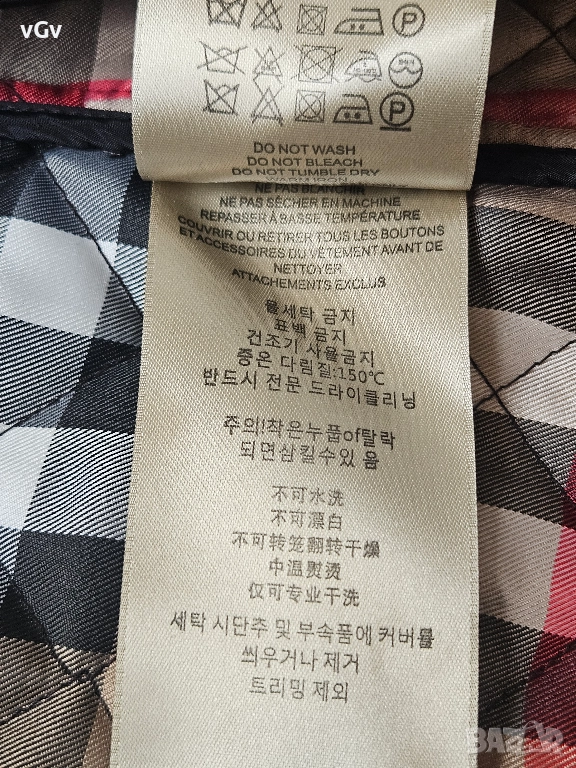 vGv
DO NOT WASH
DO NOT BLEACH
DO NOT TUMBLE DRY
WARM IRON
NE PAS BLANCHIR
NE PAS SÉCHER EN MACHINE
REPASSER À BASSE TEMPÉRATURE
COUVRIR OU RETIRER TOUS LES BOUTONS
ET ACCESSOIRES DU VÊTEMENT AVANT DE
NETTOYER
ATTACHEMENTS EXCLUS
물세탁 금지
표백 금지
건조기 사욜금지
중온 다림질:150℃
반드시 전문 드라이클리닝
주의!착은누품of탈락
되면삼킬수있음
不可水洗
不可漂白
不可转笼翻转干燥
中温熨烫
仅可专业干洗
세탁 시단추 및 부속품에 커버를
씌우거나 제거
트리밍 제외